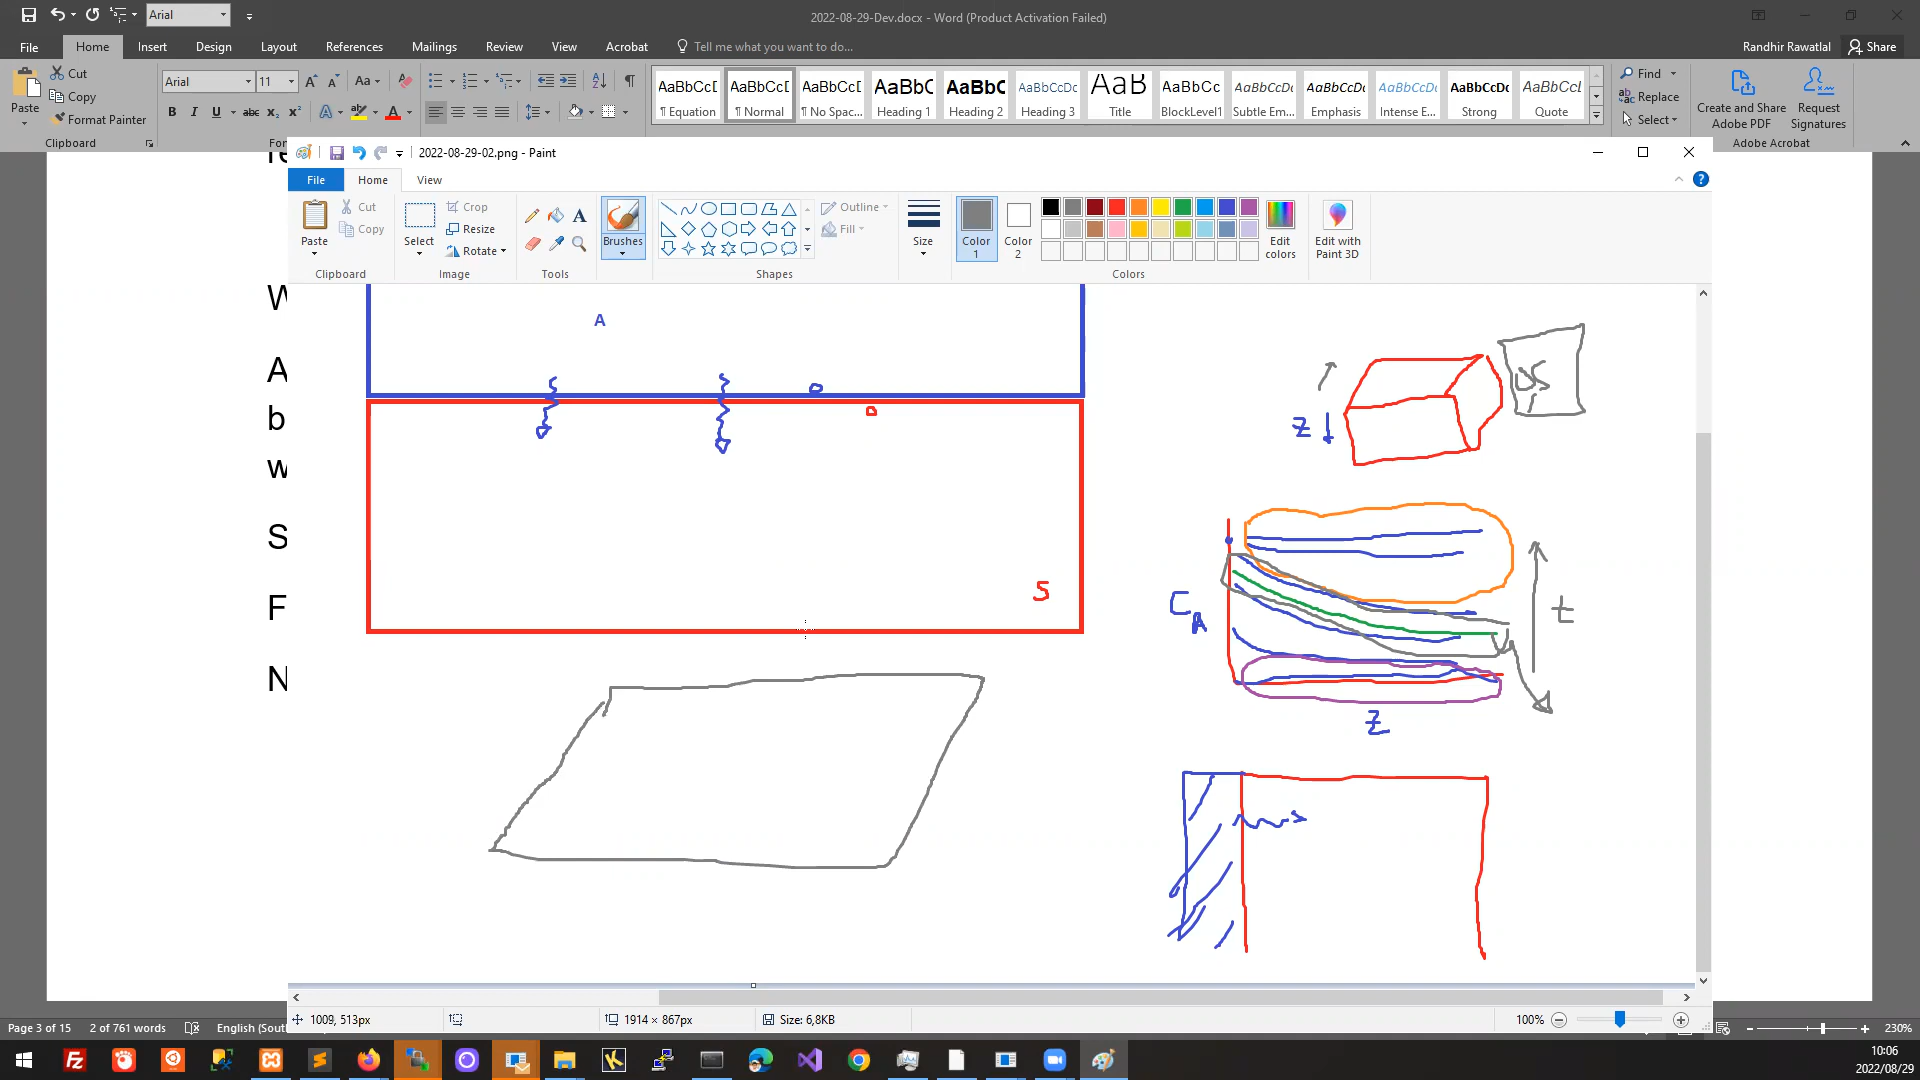 Arial
2022-08-29-Dev.docx - Word (Product Activation Failed)
File Home Insert Design Layout References Mailings Review View Acrobat Tell me what you want to do...
Randhir Rawatlal Share
Paste Cut Copy Format Painter
Clipboard
Arial 11
AaBbCcD ¶ Equation
AaBbCcD ¶ Normal
AaBbCcD ¶ No Spac...
AaBbC Heading 1
AaBbC Heading 2
AaBbCcDc Heading 3
AaB Title
AaBbCc BlockLevel1
AaBbCcDc Subtle Em...
AaBbCcDc Emphasis
AaBbCcDc Intense E...
AaBbCcDc Strong
AaBbCcD Quote
Find Replace Select
Create and Share Adobe PDF
Request Signatures
Adobe Acrobat
2022-08-29-02.png - Paint
File Home View
Paste Cut Copy
Clipboard
Select Crop Resize Rotate
Image
A
Tools
Brushes
Shapes
Outline Fill
Size
Color 1
Color 2
Edit colors
Edit with Paint 3D
Colors
W
A
b
w
S
F
N
A
S
Z
US
C A
t
Z
1009, 513px
1914 × 867px
Size: 6,8KB
100%
Page 3 of 15 2 of 761 words
230%
10:06
2022/08/29